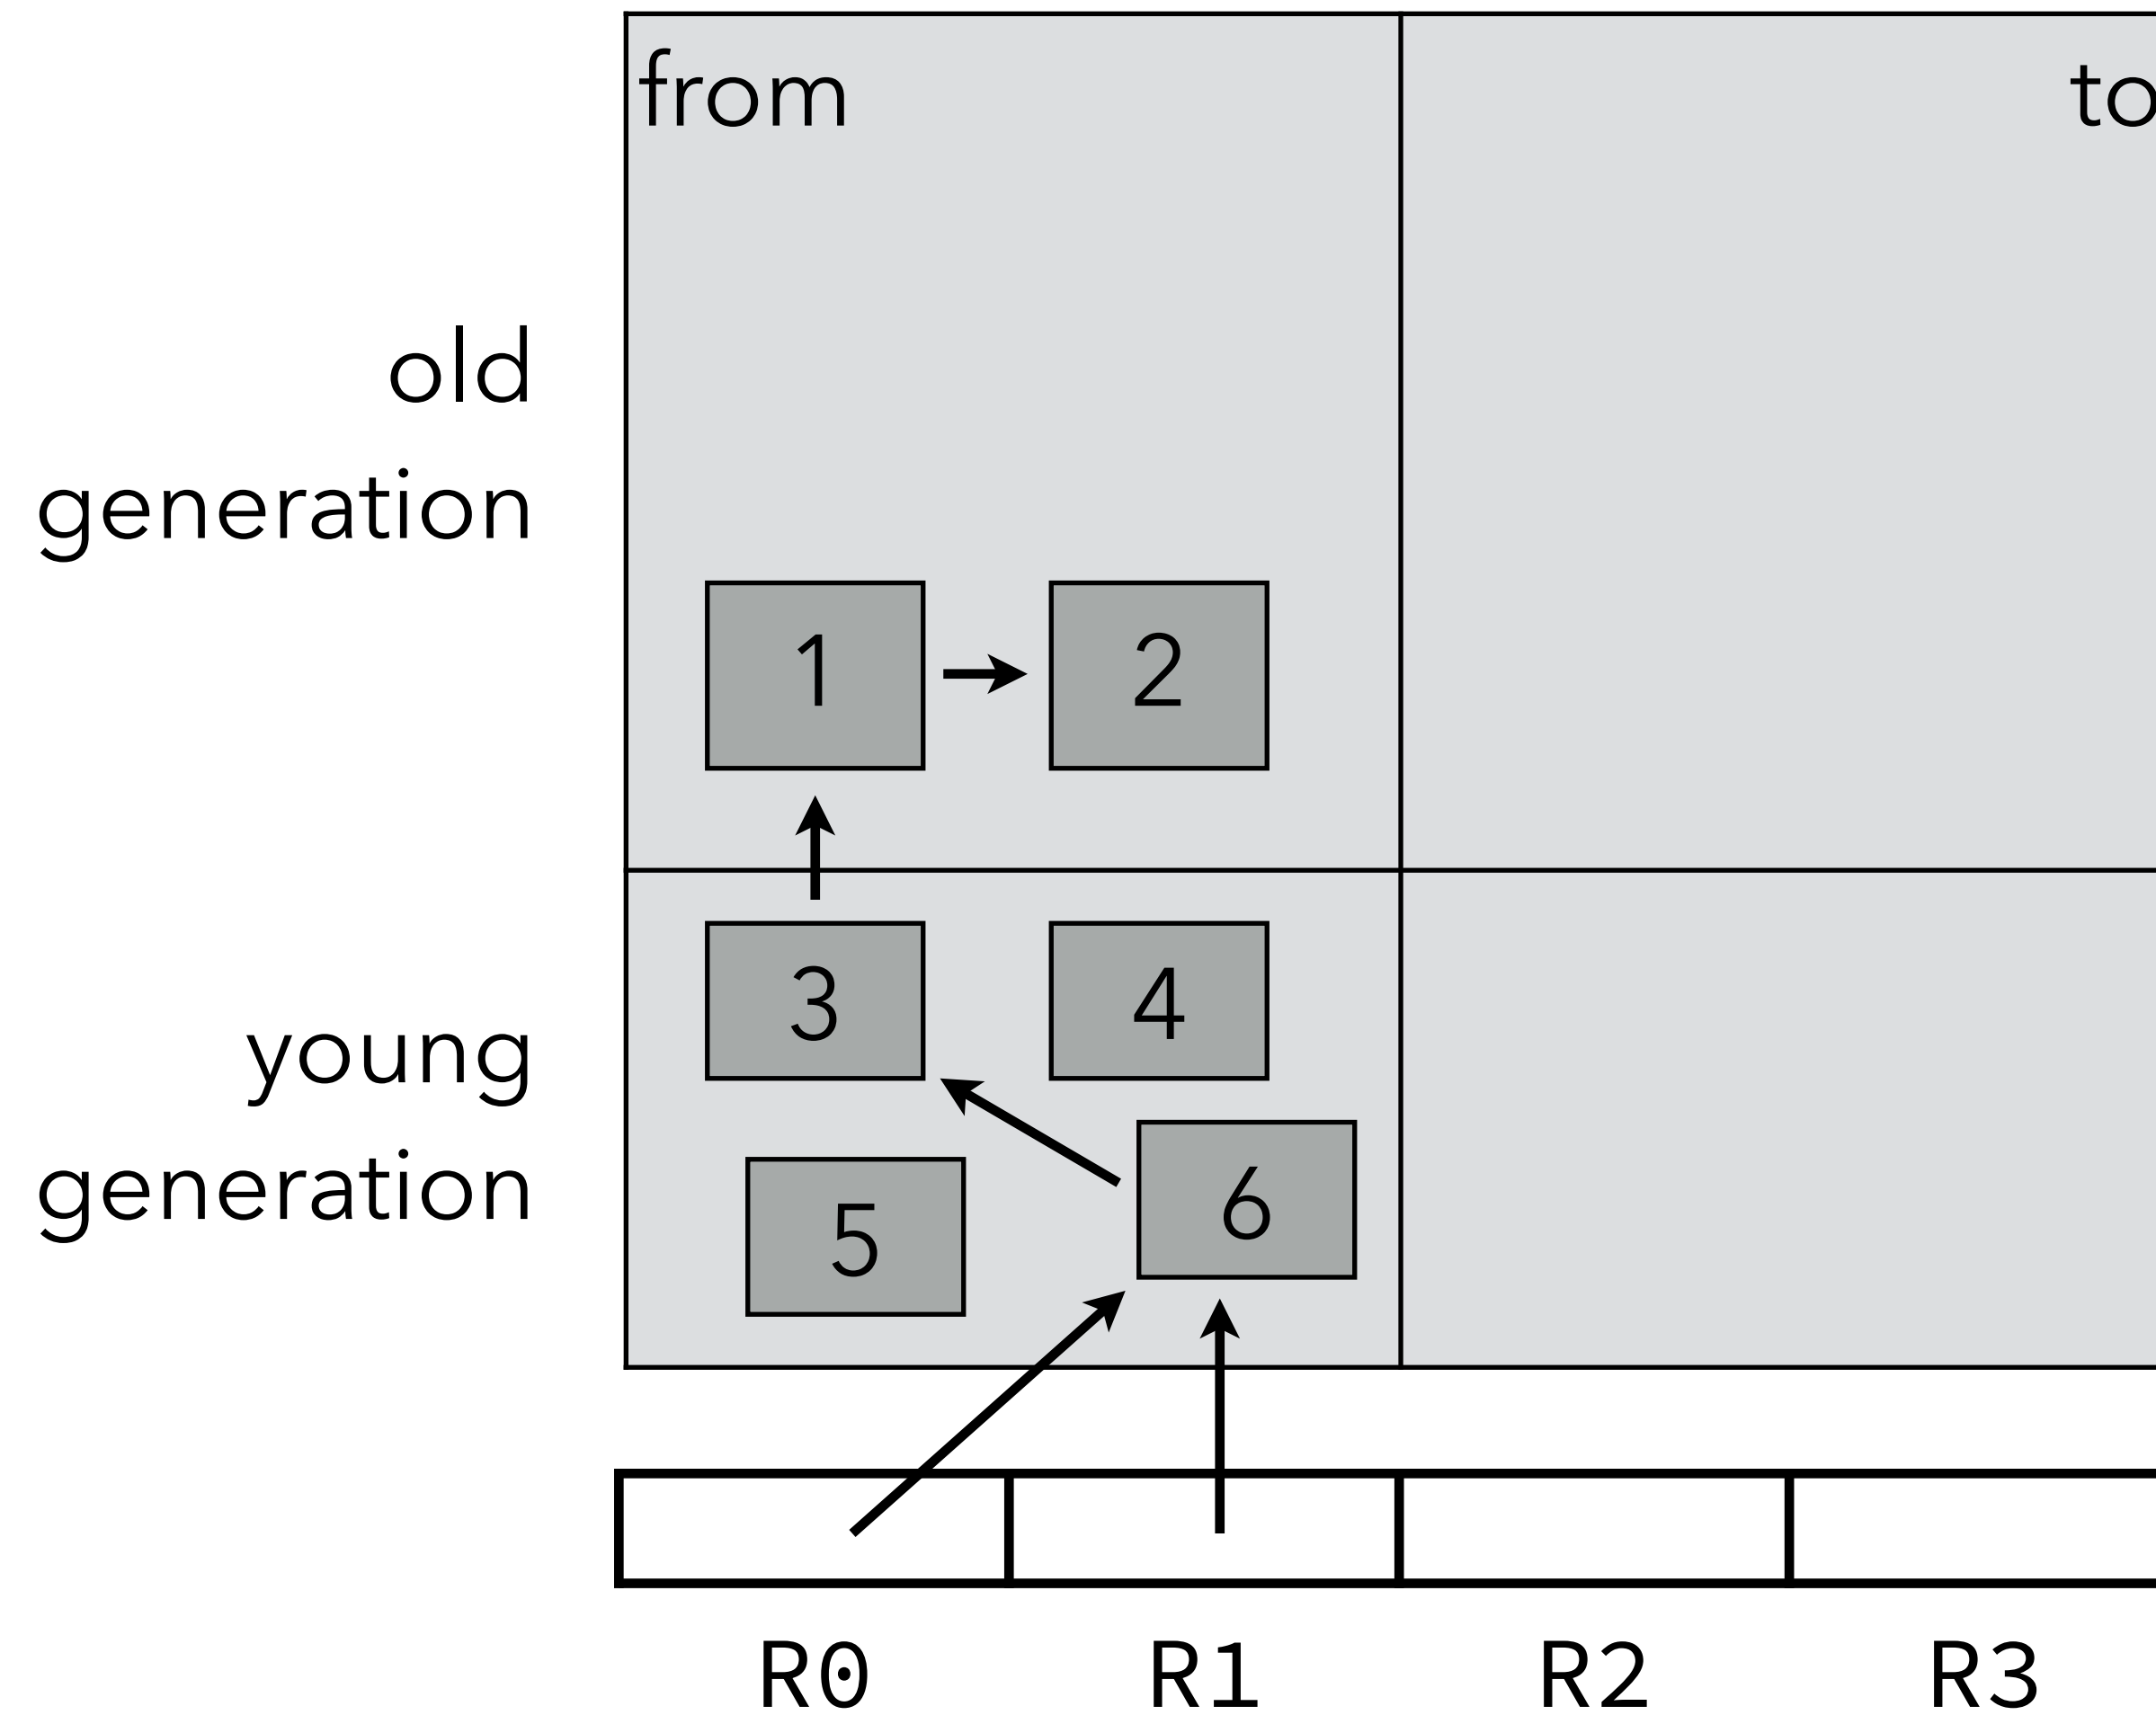 from
to
old
generation
1
2
3
4
young
generation
5
6
R0
R1
R2
R3